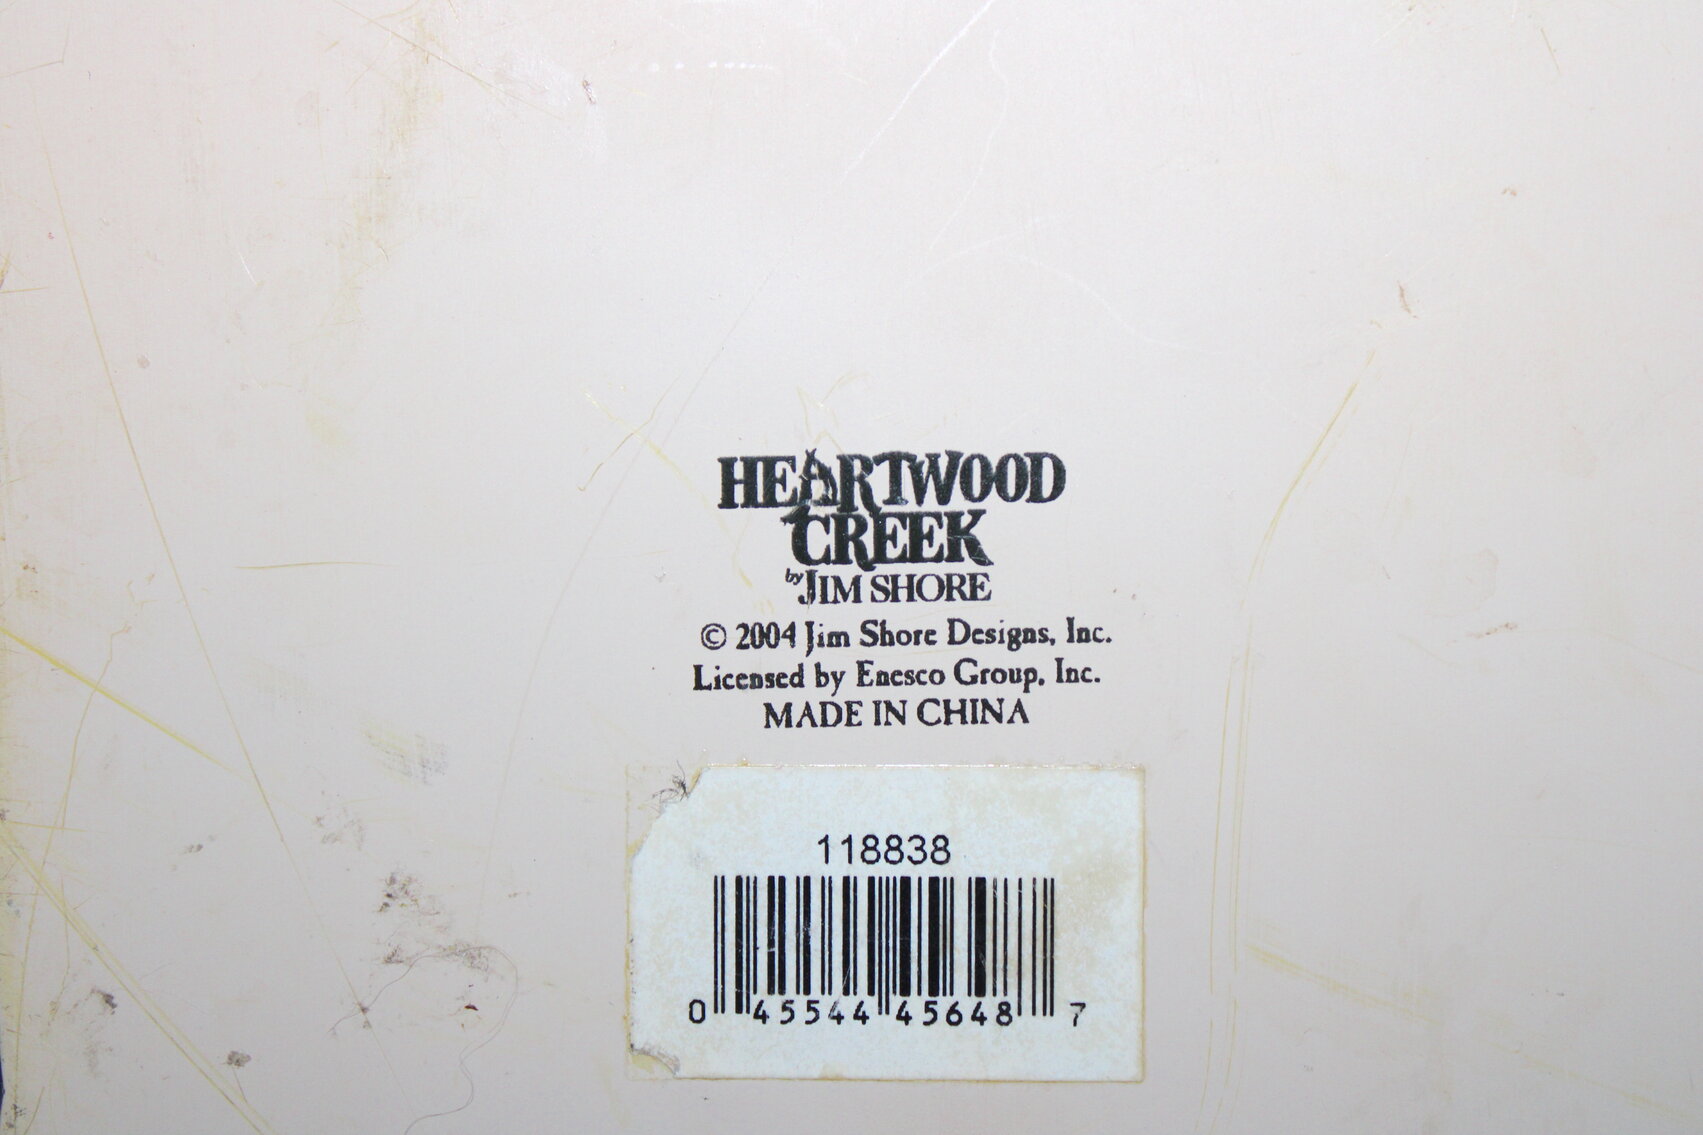 HEARTWOOD
CREEK
by JIM SHORE
© 2004 Jim Shore Designs, Inc.
Licensed by Enesco Group, Inc.
MADE IN CHINA
118838
0 45544 45648 7